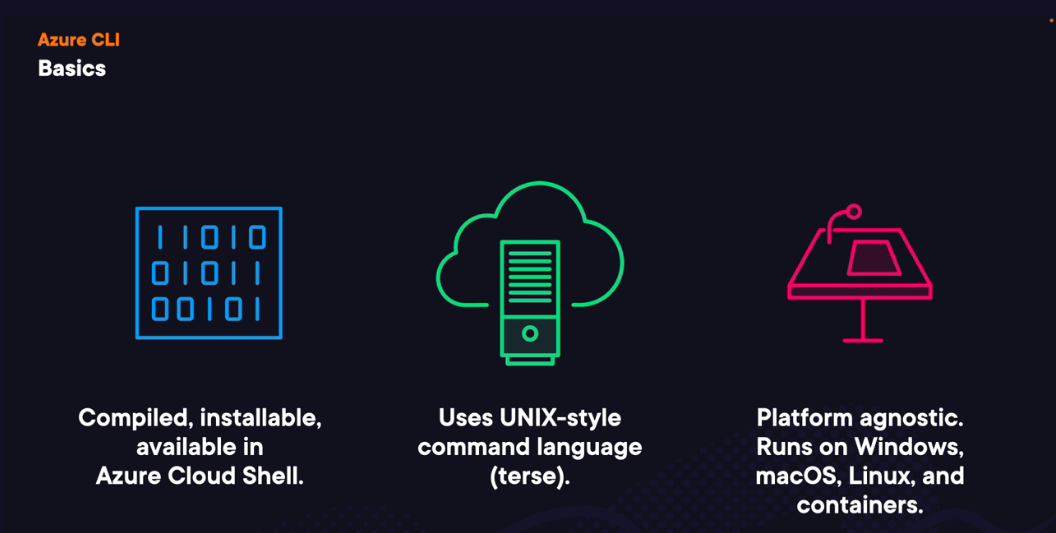 Azure CLI
Basics
11010
01011
00101
Compiled, installable,
available in
Azure Cloud Shell.
Uses UNIX-style
command language
(terse).
Platform agnostic.
Runs on Windows,
macOS, Linux, and
containers.